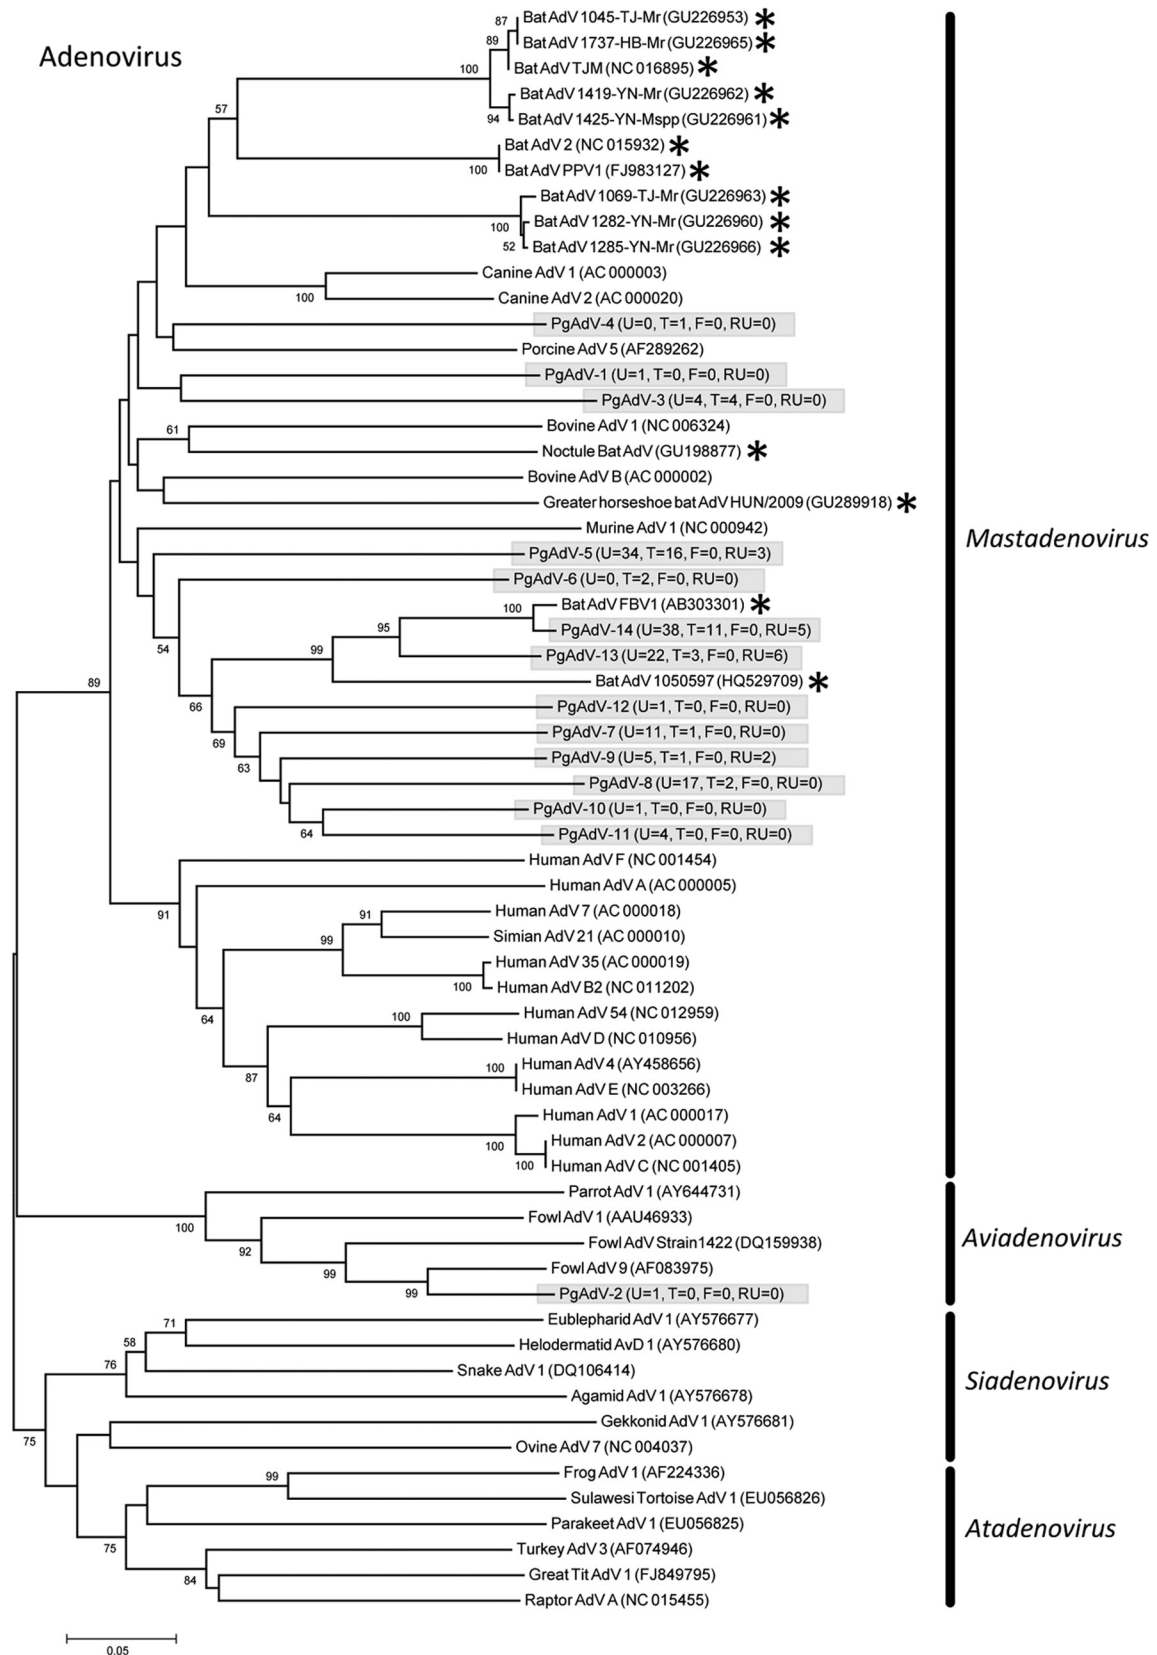 Adenovirus
87
Bat AdV 1045-TJ-Mr (GU226953) *
89
Bat AdV 1737-HB-Mr (GU226965) *
100
Bat AdV TJM (NC 016895) *
Bat AdV 1419-YN-Mr (GU226962) *
94
Bat AdV 1425-YN-Mspp (GU226961) *
57
Bat AdV 2 (NC 015932) *
100
Bat AdV PPV1 (FJ983127) *
Bat AdV 1069-TJ-Mr (GU226963) *
100
Bat AdV 1282-YN-Mr (GU226960) *
52
Bat AdV 1285-YN-Mr (GU226966) *
Canine AdV 1 (AC 000003)
100
Canine AdV 2 (AC 000020)
PgAdV-4 (U=0, T=1, F=0, RU=0)
Porcine AdV 5 (AF289262)
PgAdV-1 (U=1, T=0, F=0, RU=0)
PgAdV-3 (U=4, T=4, F=0, RU=0)
61
Bovine AdV 1 (NC 006324)
Noctule Bat AdV (GU198877) *
Bovine AdV B (AC 000002)
Greater horseshoe bat AdV HUN/2009 (GU289918) *
Murine AdV 1 (NC 000942)
Mastadenovirus
PgAdV-5 (U=34, T=16, F=0, RU=3)
PgAdV-6 (U=0, T=2, F=0, RU=0)
100
Bat AdV FBV1 (AB303301) *
95
PgAdV-14 (U=38, T=11, F=0, RU=5)
54
99
PgAdV-13 (U=22, T=3, F=0, RU=6)
89
Bat AdV 1050597 (HQ529709) *
66
PgAdV-12 (U=1, T=0, F=0, RU=0)
69
PgAdV-7 (U=11, T=1, F=0, RU=0)
63
PgAdV-9 (U=5, T=1, F=0, RU=2)
PgAdV-8 (U=17, T=2, F=0, RU=0)
PgAdV-10 (U=1, T=0, F=0, RU=0)
64
PgAdV-11 (U=4, T=0, F=0, RU=0)
Human AdV F (NC 001454)
Human AdV A (AC 000005)
91
91
Human AdV 7 (AC 000018)
99
Simian AdV 21 (AC 000010)
Human AdV 35 (AC 000019)
100
Human AdV B2 (NC 011202)
64
100
Human AdV 54 (NC 012959)
Human AdV D (NC 010956)
100
Human AdV 4 (AY458656)
87
Human AdV E (NC 003266)
64
Human AdV 1 (AC 000017)
100
Human AdV 2 (AC 000007)
100
Human AdV C (NC 001405)
Parrot AdV 1 (AY644731)
100
Fowl AdV 1 (AAU46933)
Aviadenovirus
92
Fowl AdV Strain1422 (DQ159938)
99
Fowl AdV 9 (AF083975)
99
PgAdV-2 (U=1, T=0, F=0, RU=0)
71
Eublepharid AdV 1 (AY576677)
58
Helodermatid AvD 1 (AY576680)
76
Snake AdV 1 (DQ106414)
Siadenovirus
Agamid AdV 1 (AY576678)
Gekkonid AdV 1 (AY576681)
75
Ovine AdV 7 (NC 004037)
99
Frog AdV 1 (AF224336)
Sulawesi Tortoise AdV 1 (EU056826)
Parakeet AdV 1 (EU056825)
Atadenovirus
75
Turkey AdV 3 (AF074946)
84
Great Tit AdV 1 (FJ849795)
Raptor AdV A (NC 015455)
0.05